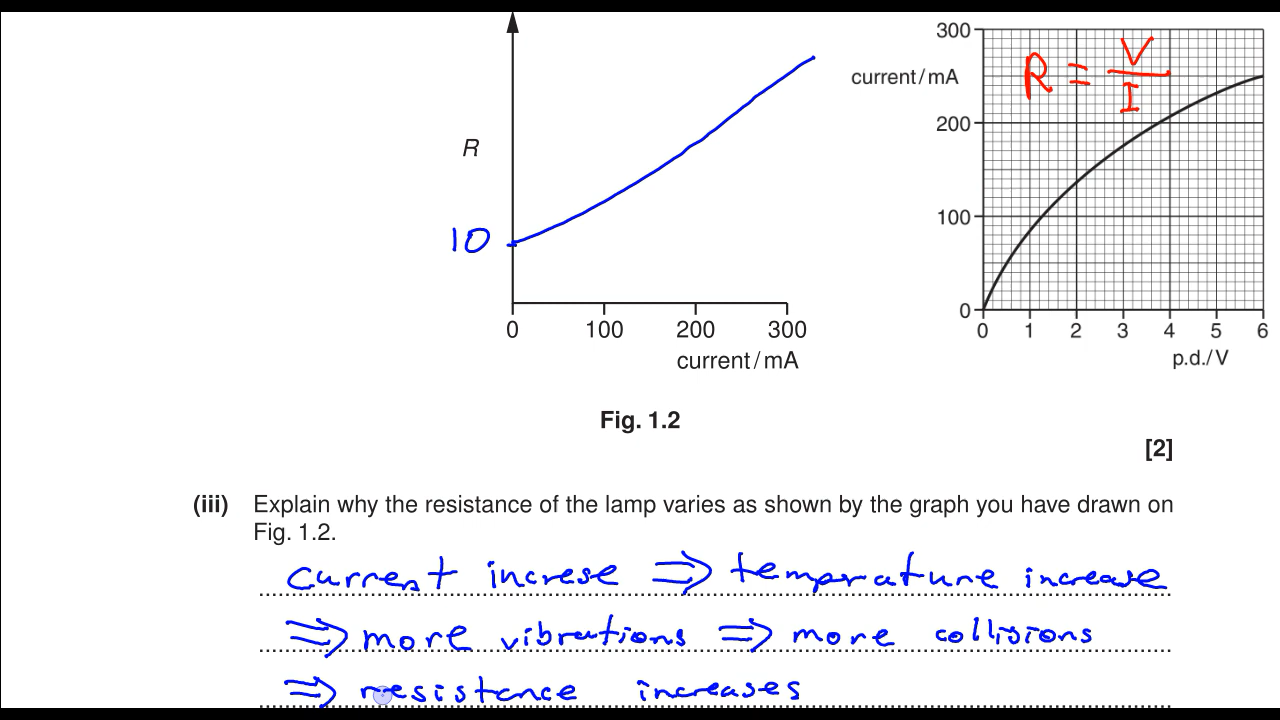 300
R = V/I
current/mA
200
R
100
10
0
0 100 200 300
0 1 2 3 4 5 6
current/mA
p.d./V
Fig. 1.2
[2]
(iii) Explain why the resistance of the lamp varies as shown by the graph you have drawn on
Fig. 1.2.
current increse ⇒ temperature increase
⇒ more vibrations ⇒ more collisions
⇒ resistance increases